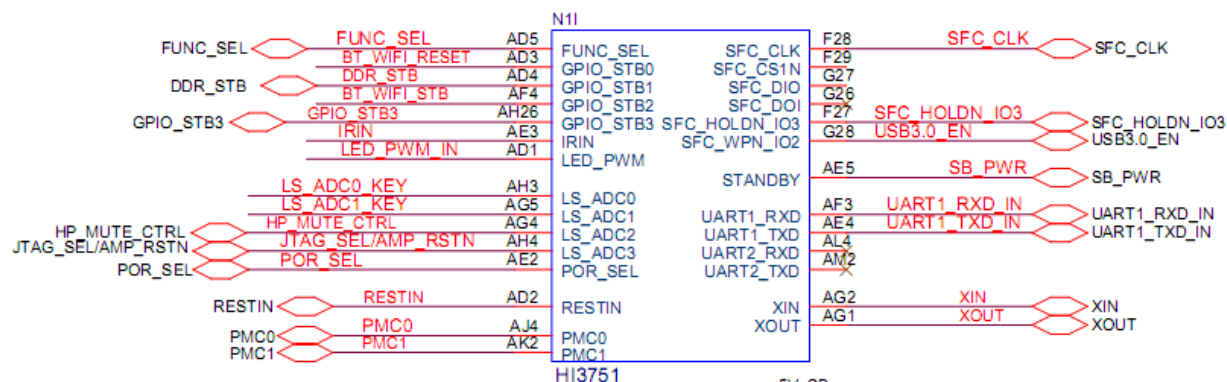 N1I
FUNC_SEL FUNC_SEL AD5 FUNC_SEL SFC_CLK F28 SFC_CLK SFC_CLK
BT_WIFI_RESET AD3 GPIO_STB0 SFC_CS1N F29
DDR_STB DDR_STB AD4 GPIO_STB1 SFC_DIO G27
BT_WIFI_STB AF4 GPIO_STB2 SFC_DOI G26
GPIO_STB3 GPIO_STB3 AH26 GPIO_STB3 SFC_HOLDN_IO3 F27 SFC_HOLDN_IO3 SFC_HOLDN_IO3
IRIN AE3 IRIN SFC_WPN_IO2 G28 USB3.0_EN USB3.0_EN
LED_PWM_IN AD1 LED_PWM
STANDBY AE5 SB_PWR SB_PWR
LS_ADC0_KEY AH3 LS_ADC0
LS_ADC1_KEY AG5 LS_ADC1 UART1_RXD AF3 UART1_RXD_IN UART1_RXD_IN
HP_MUTE_CTRL HP_MUTE_CTRL AG4 LS_ADC2 UART1_TXD AE4 UART1_TXD_IN UART1_TXD_IN
JTAG_SEL/AMP_RSTN JTAG_SEL/AMP_RSTN AH4 LS_ADC3 UART2_RXD AL4
POR_SEL POR_SEL AE2 POR_SEL UART2_TXD AM2
RESTIN RESTIN AD2 RESTIN XIN AG2 XIN XIN
XOUT AG1 XOUT XOUT
PMC0 PMC0 AJ4 PMC0
PMC1 PMC1 AK2 PMC1
HI3751